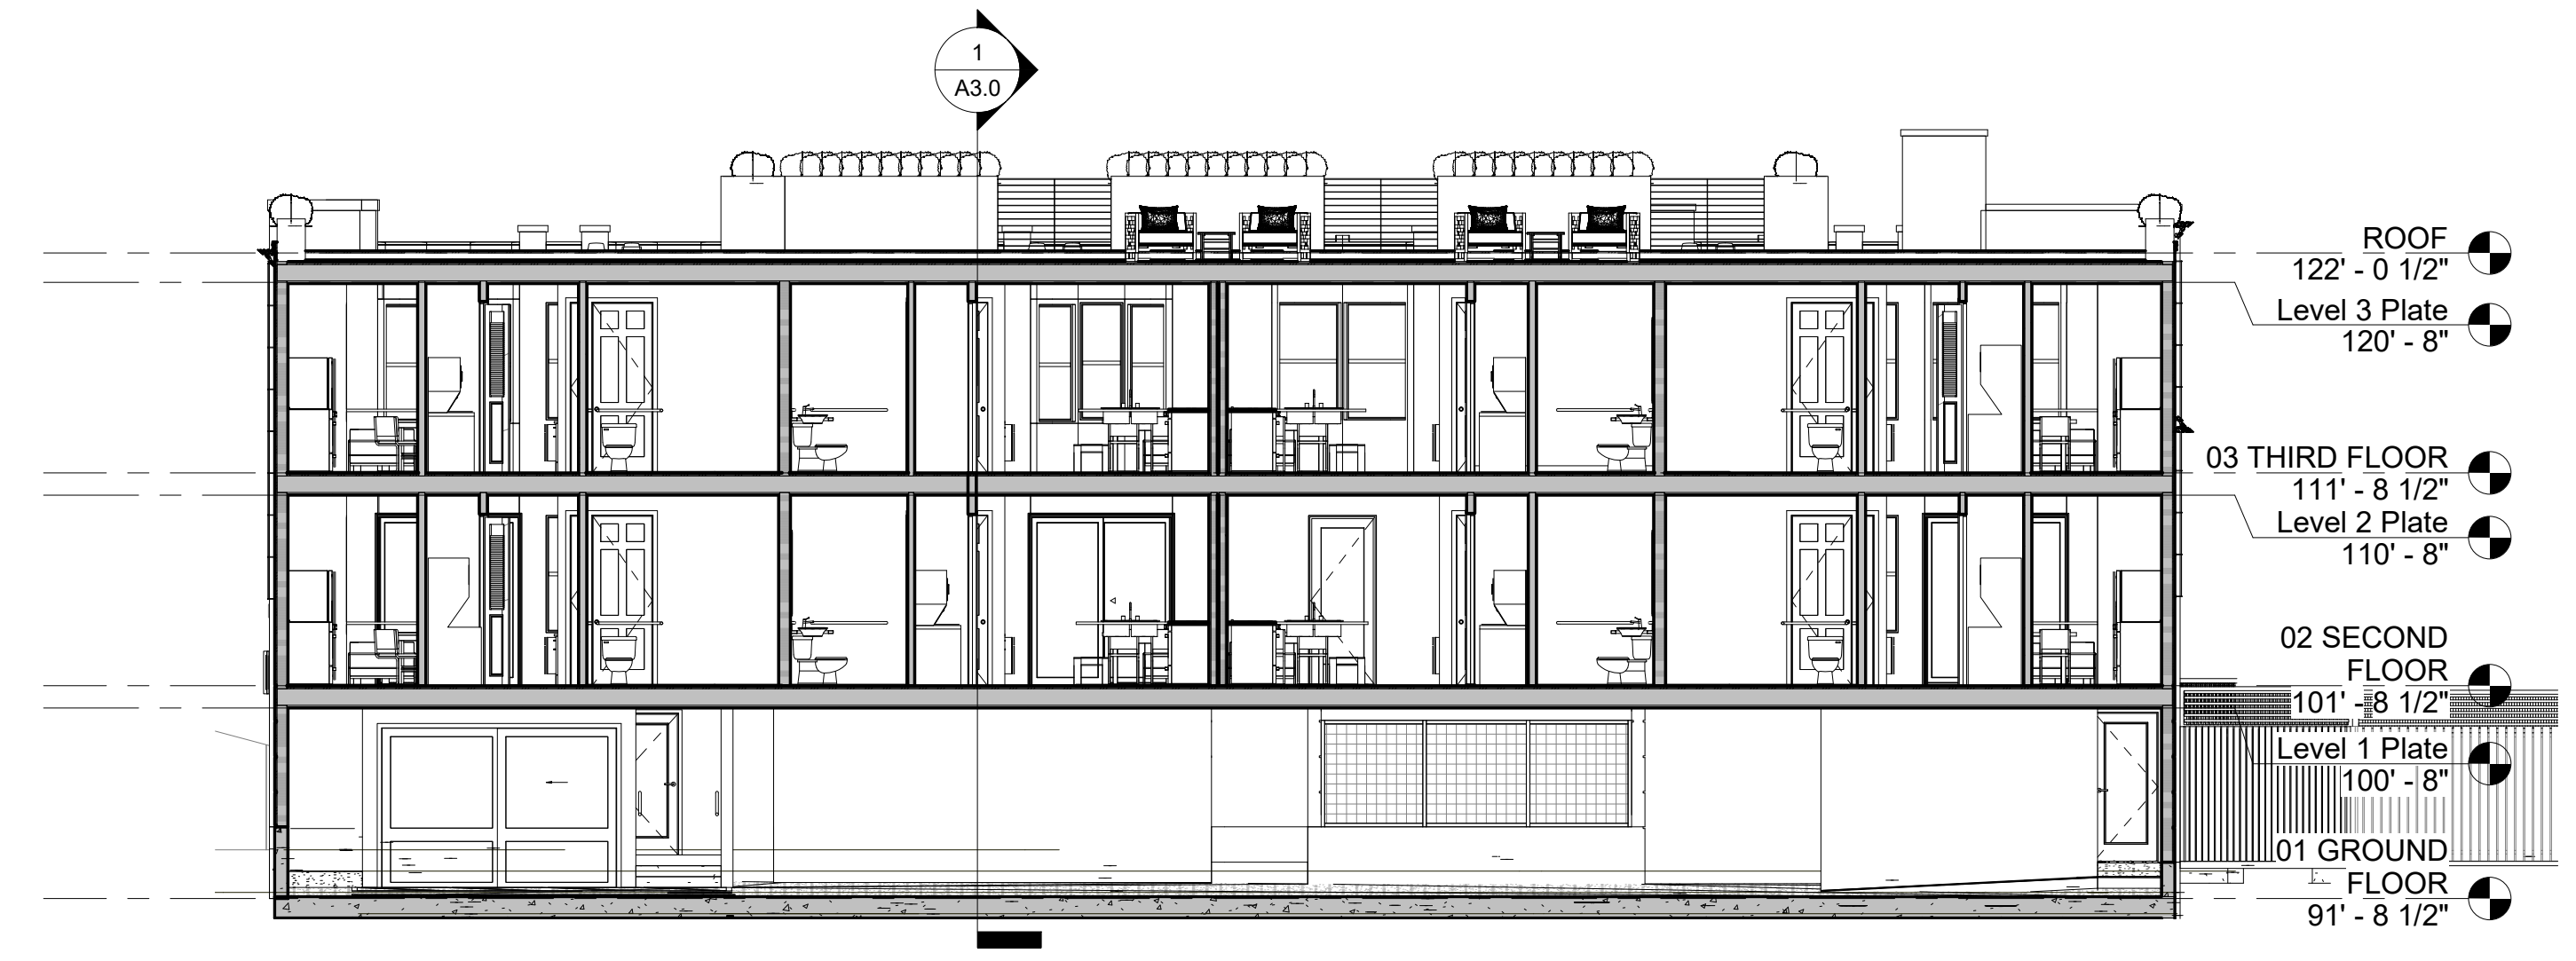 1
A3.0
ROOF
122' - 0 1/2"
Level 3 Plate
120' - 8"
03 THIRD FLOOR
111' - 8 1/2"
Level 2 Plate
110' - 8"
02 SECOND
FLOOR
101' - 8 1/2"
Level 1 Plate
100' - 8"
01 GROUND
FLOOR
91' - 8 1/2"